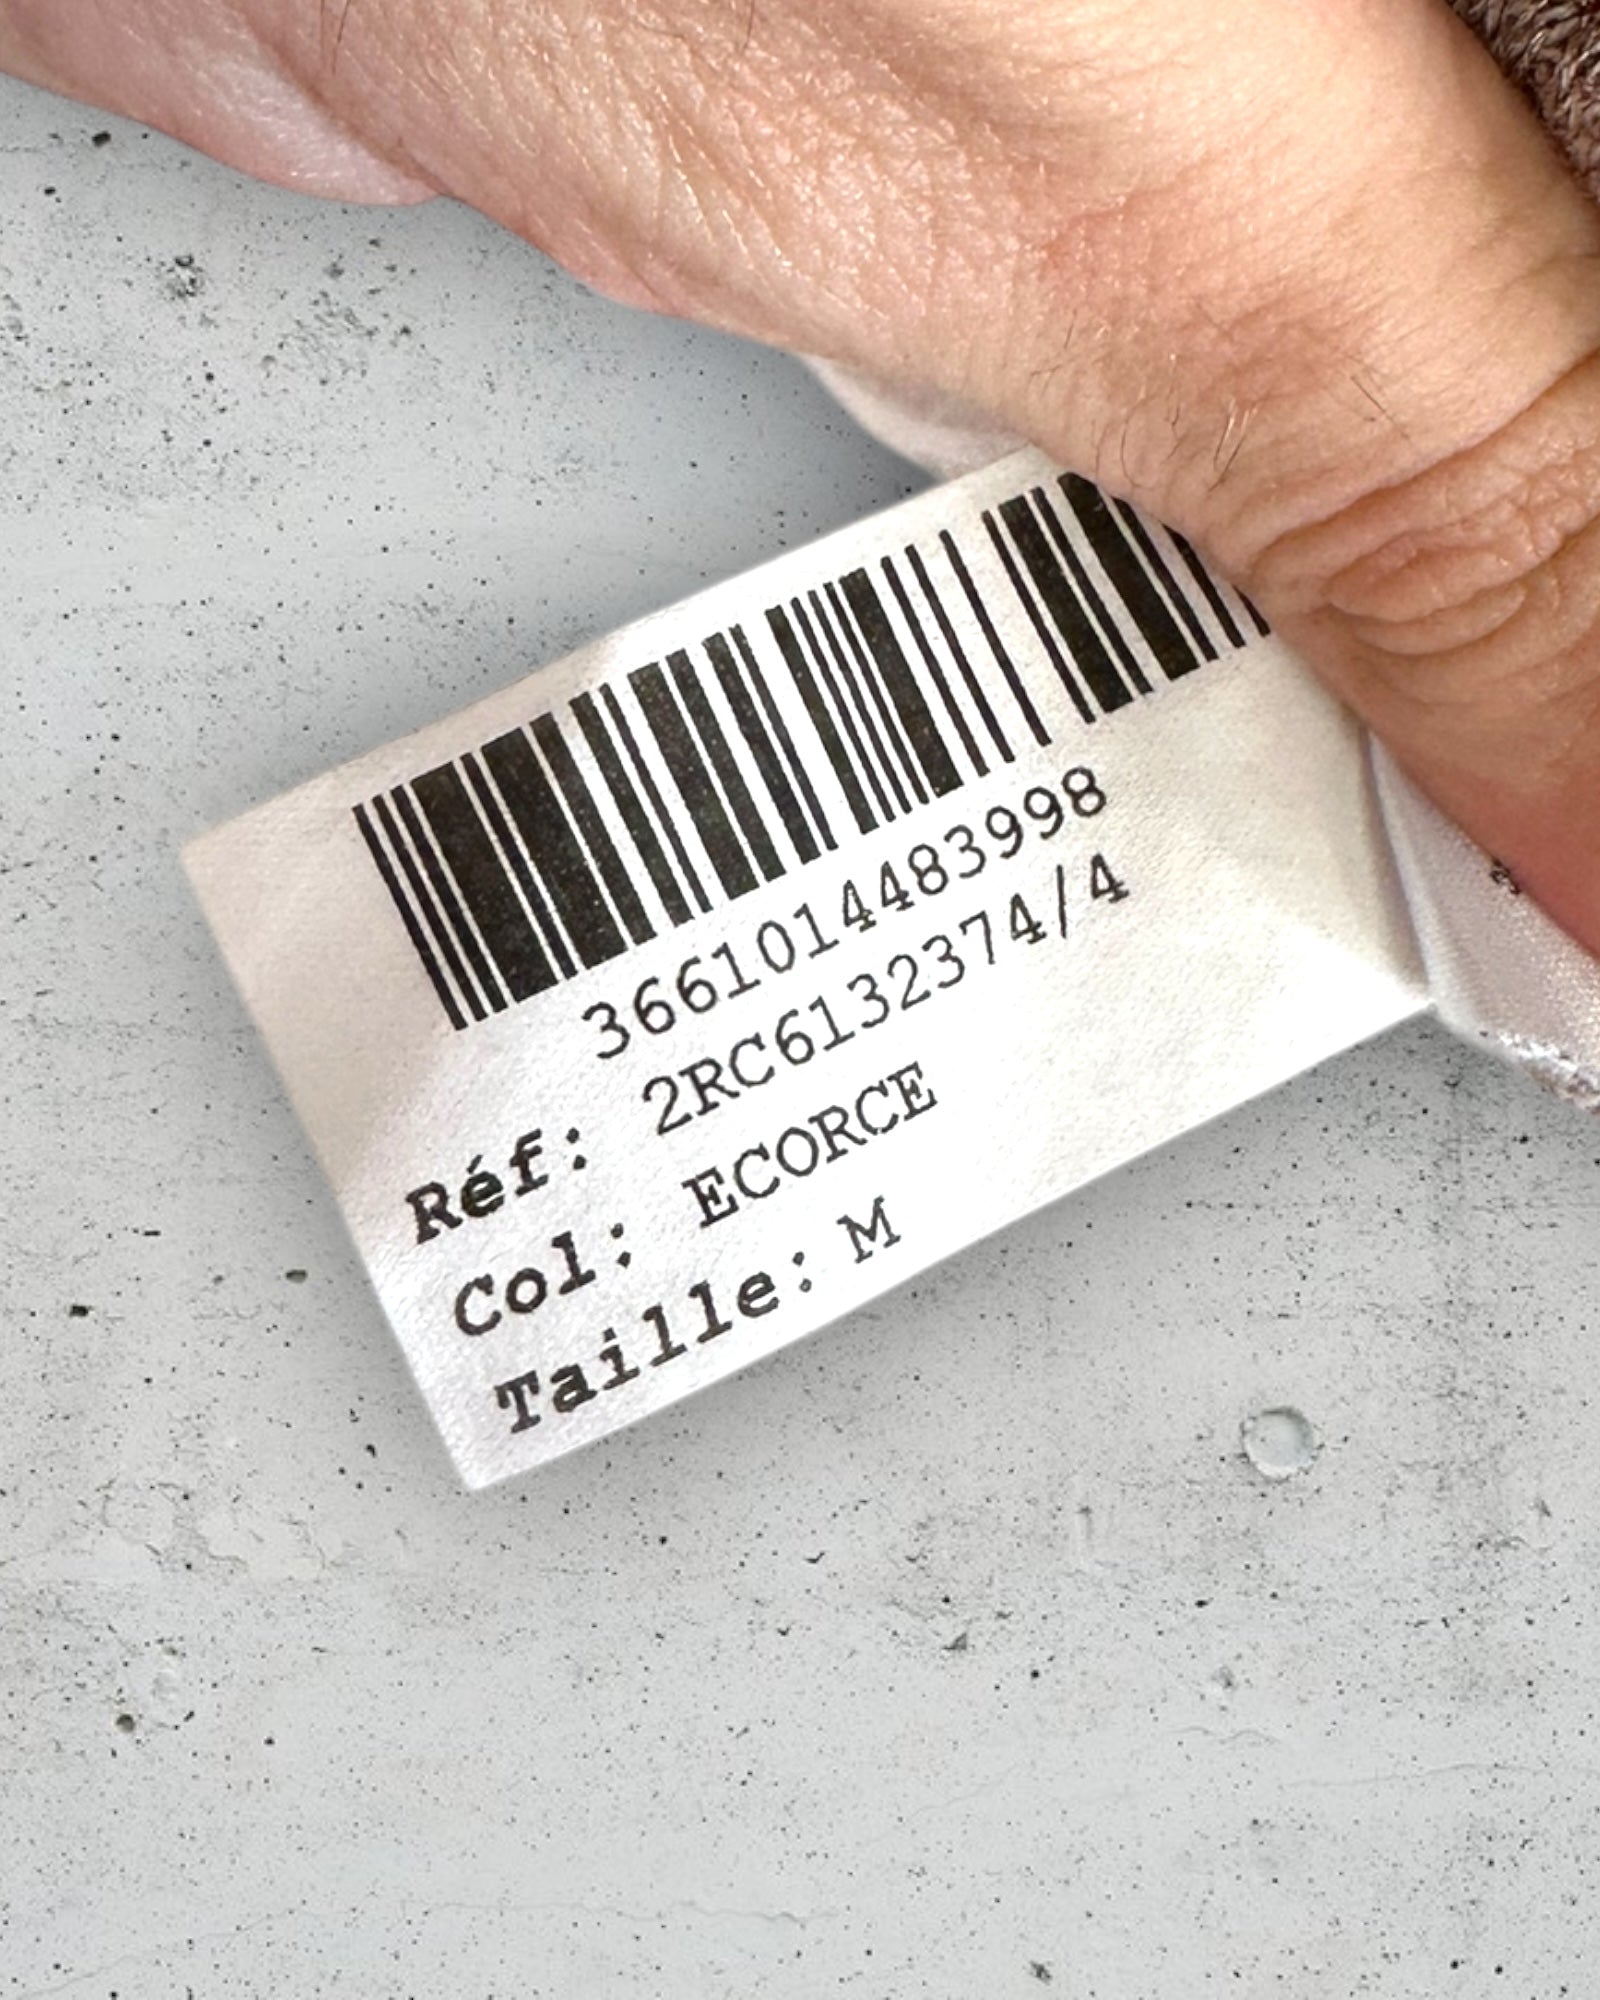 3661014483998
Réf: 2RC6132374/4
Col: ECORCE
Taille: M